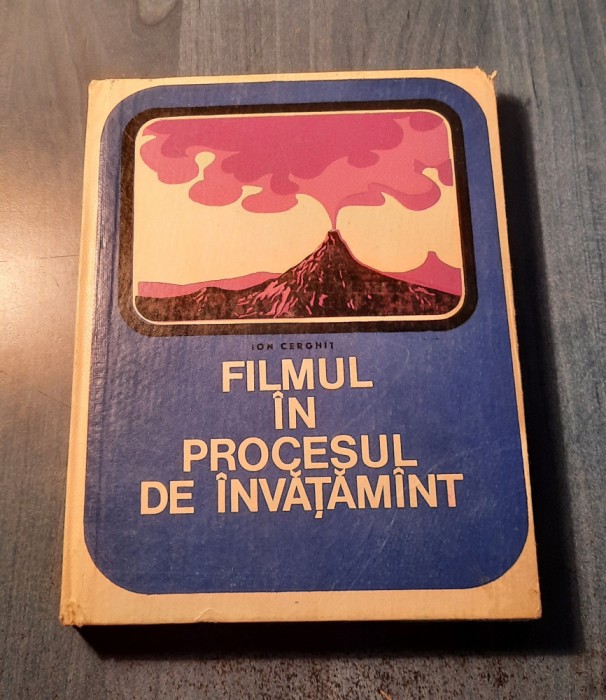 ION CERGHIT
FILMUL
ÎN
PROCESUL
DE ÎNVĂŢĂMÎNT